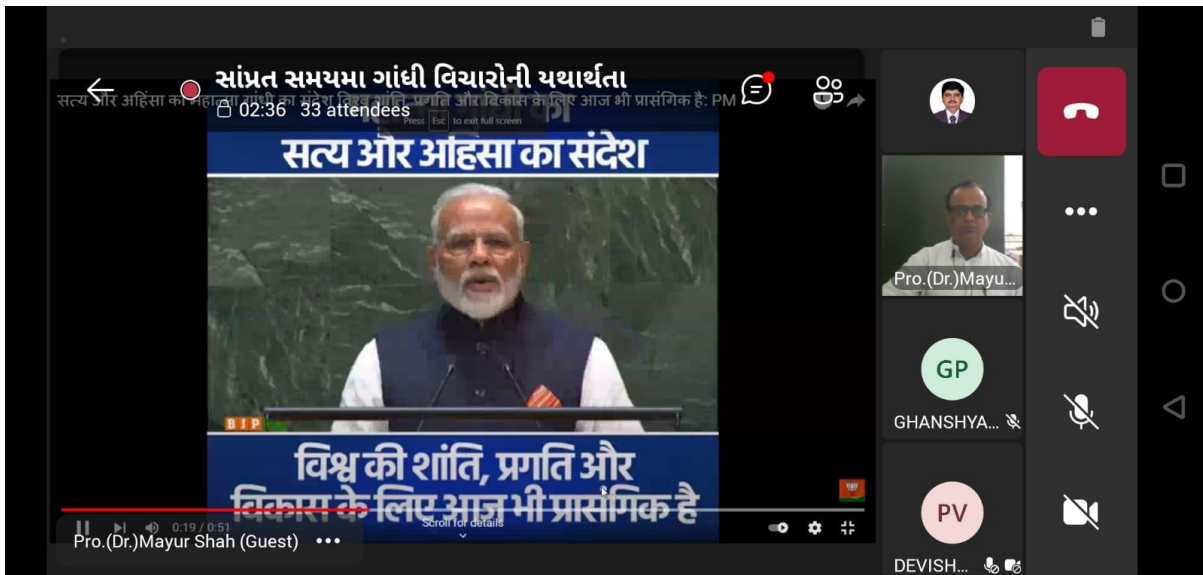 સાંપ્રત સમયમા ગાંધી વિચારોની યથાર્થતા
सत्य और अहिंसा का महात्मा गांधी का संदेश विश्व शांति, प्रगति और विकास के लिए आज भी प्रासंगिक है: PM
02:36 33 attendees
Press Esc to exit full screen
सत्य और अहिंसा का संदेश
BJP
विश्व की शांति, प्रगति और
विकास के लिए आज भी प्रासंगिक है
Scroll for details
0:19 / 0:51
Pro.(Dr.)Mayur Shah (Guest)
Pro.(Dr.)Mayu...
GP
GHANSHYA...
PV
DEVISH...